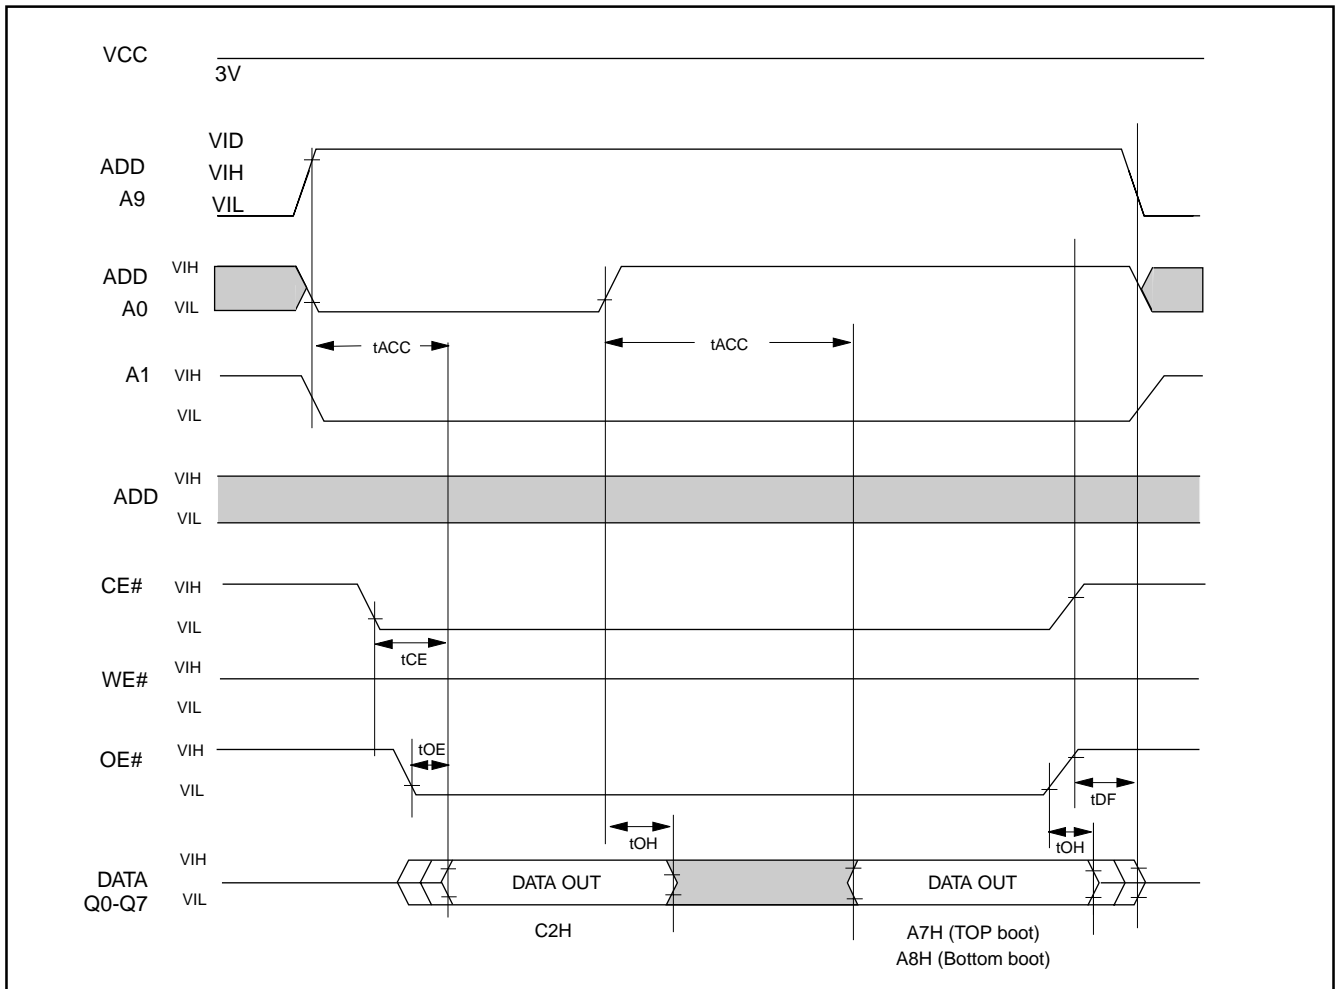 VCC
3V
VID
ADD
VIH
A9
VIL
VIH
ADD
A0
VIL
tACC
tACC
A1
VIH
VIL
VIH
ADD
VIL
CE#
VIH
VIL
tCE
VIH
WE#
VIL
VIH
tOE
OE#
VIL
tDF
tOH
tOH
VIH
DATA
DATA OUT
DATA OUT
VIL
Q0-Q7
C2H
A7H (TOP boot)
A8H (Bottom boot)